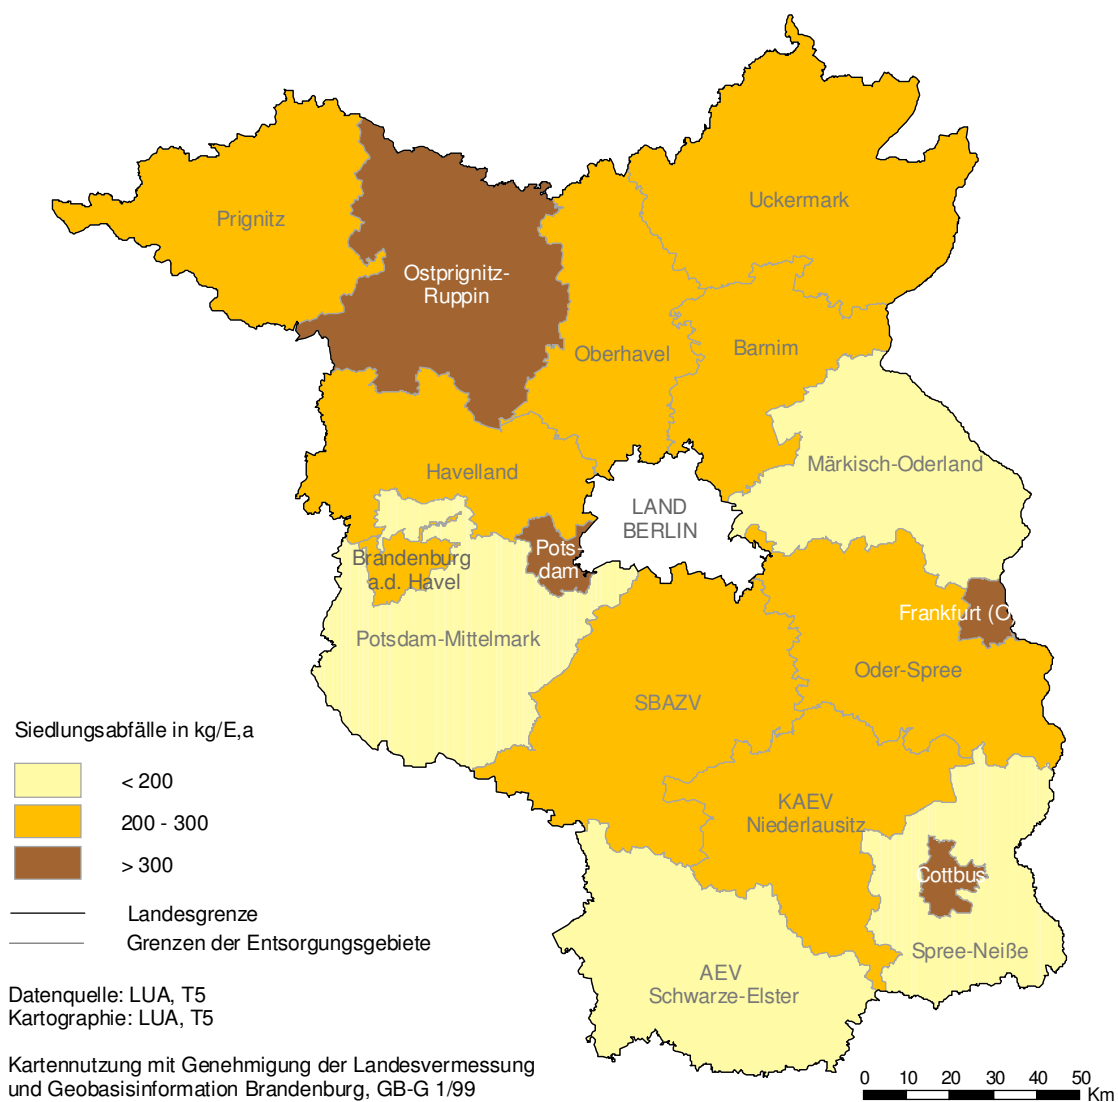 Uckermark
Prignitz
Ostprignitz-
Ruppin
Oberhavel
Barnim
Märkisch-Oderland
Havelland
LAND
BERLIN
Pots-
dam
Brandenburg
a.d. Havel
Frankfurt (O
Potsdam-Mittelmark
Oder-Spree
SBAZV
KAEV
Niederlausitz
Cottbus
Spree-Neiße
AEV
Schwarze-Elster
Siedlungsabfälle in kg/E,a
< 200
200 - 300
> 300
Landesgrenze
Grenzen der Entsorgungsgebiete
Datenquelle: LUA, T5
Kartographie: LUA, T5
Kartennutzung mit Genehmigung der Landesvermessung
und Geobasisinformation Brandenburg, GB-G 1/99
0 10 20 30 40 50
Km